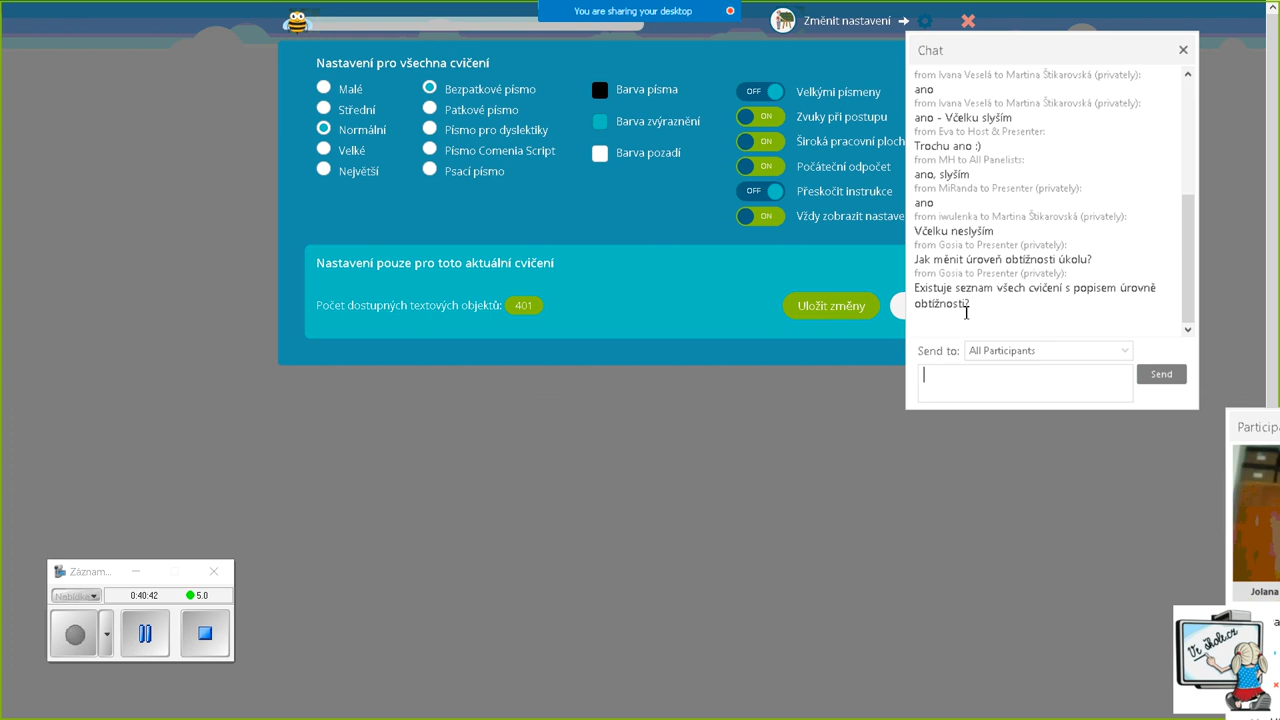 You are sharing your desktop
Změnit nastavení
Nastavení pro všechna cvičení
Malé
Střední
Normální
Velké
Největší
Bezpatkové písmo
Patkové písmo
Písmo pro dyslektiky
Písmo Comenia Script
Psací písmo
Barva písma
Barva zvýraznění
Barva pozadí
OFF Velkými písmeny
ON Zvuky při postupu
ON Široká pracovní ploch
ON Počáteční odpočet
OFF Přeskočit instrukce
ON Vždy zobrazit nastave
Nastavení pouze pro toto aktuální cvičení
Počet dostupných textových objektů: 401
Uložit změny
Chat
from Ivana Veselá to Martina Štikarovská (privately):
ano
from Ivana Veselá to Martina Štikarovská (privately):
ano - Včelku slyším
from Eva to Host & Presenter:
Trochu ano :)
from MH to All Panelists:
ano, slyším
from MiRanda to Presenter (privately):
ano
from iwulenka to Martina Štikarovská (privately):
Včelku neslyším
from Gosia to Presenter (privately):
Jak měnit úroveň obtížnosti úkolu?
from Gosia to Presenter (privately):
Existuje seznam všech cvičení s popisem úrovně
obtížnosti?
Send to: All Participants
Send
Particip
Jolana
Ve škole.cz
Záznam...
Nabídka
0:40:42
5.0